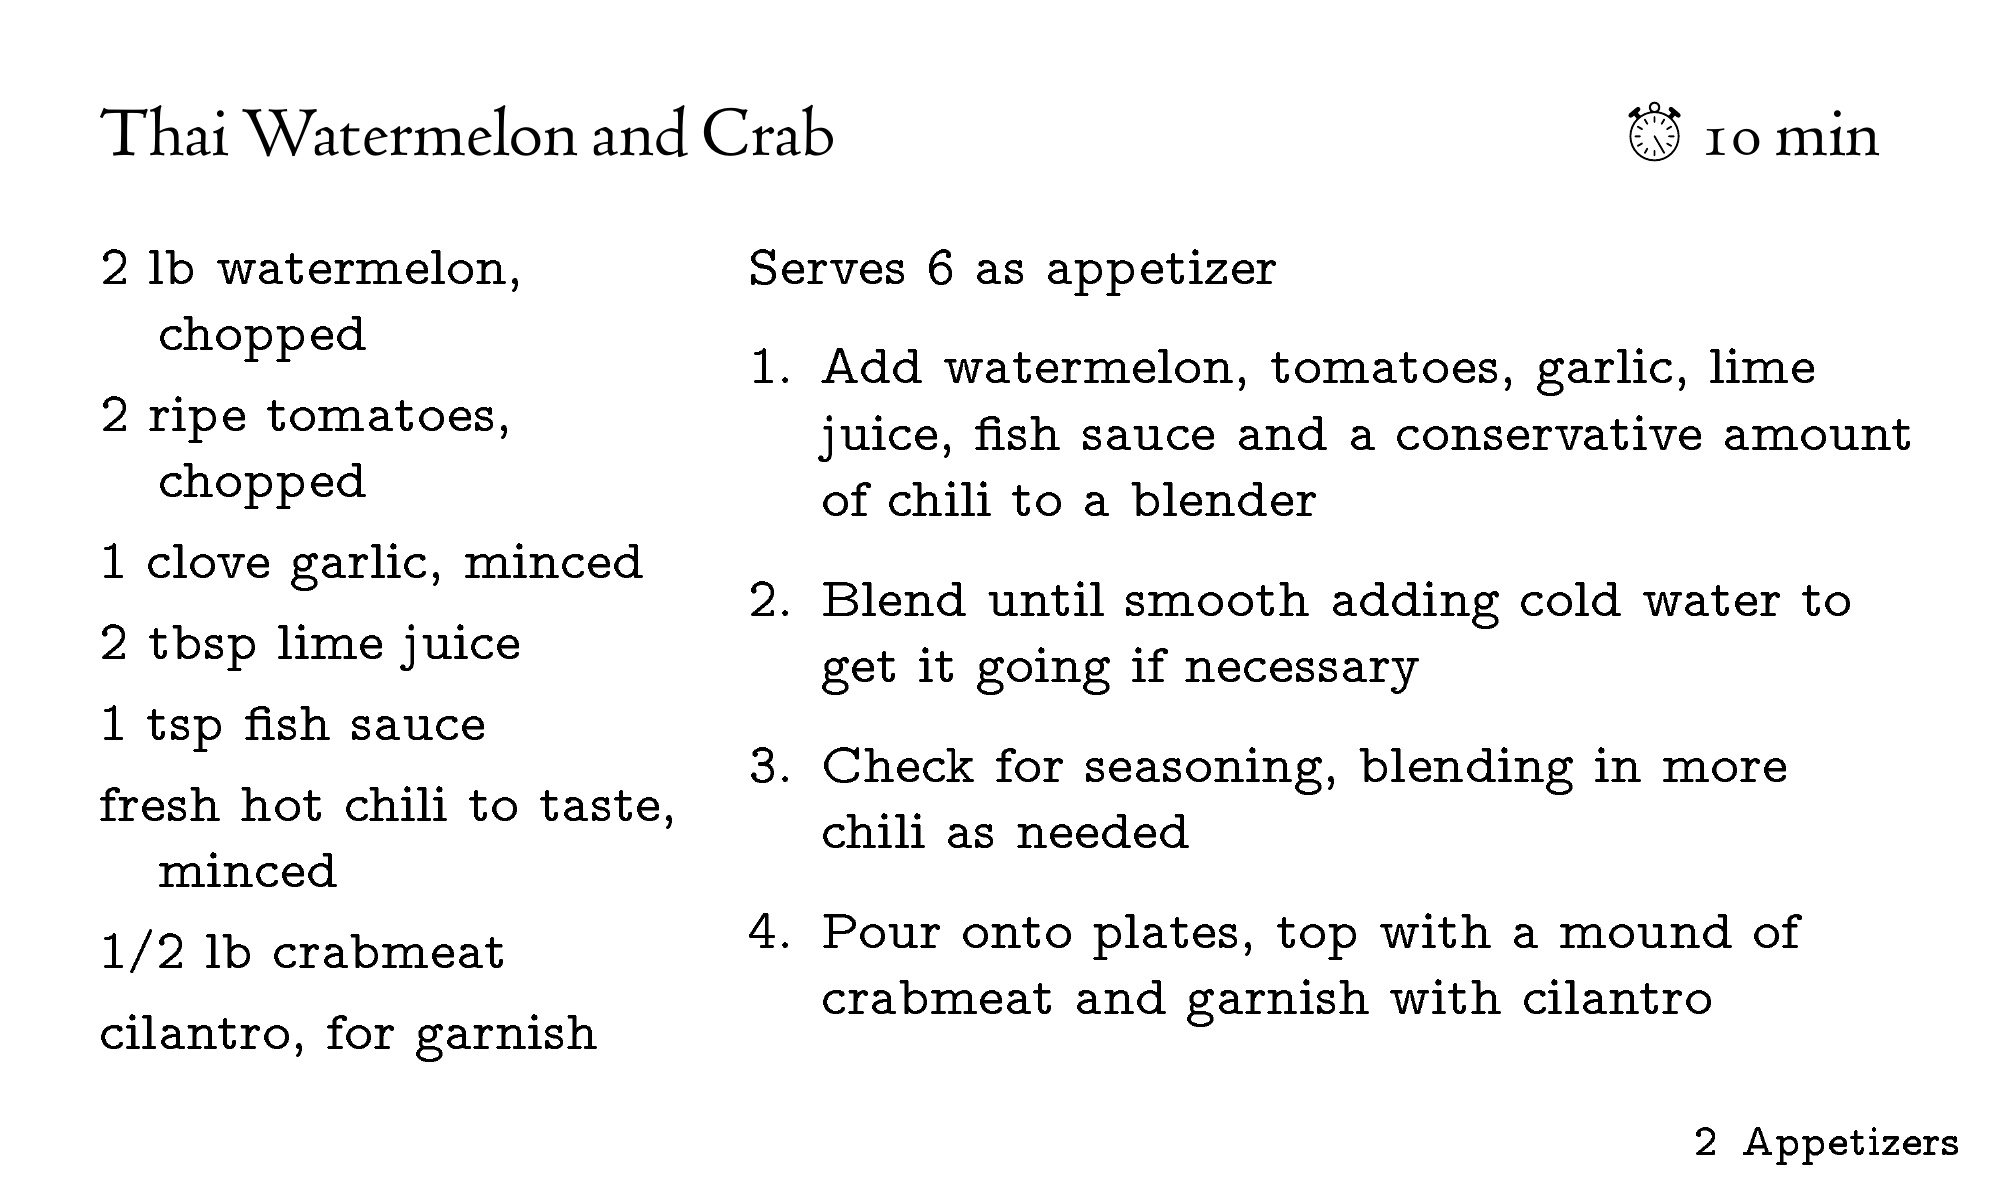 Thai Watermelon and Crab
10 min
2 lb watermelon,
chopped
2 ripe tomatoes,
chopped
1 clove garlic, minced
2 tbsp lime juice
1 tsp fish sauce
fresh hot chili to taste,
minced
1/2 lb crabmeat
cilantro, for garnish
Serves 6 as appetizer
1. Add watermelon, tomatoes, garlic, lime
juice, fish sauce and a conservative amount
of chili to a blender
2. Blend until smooth adding cold water to
get it going if necessary
3. Check for seasoning, blending in more
chili as needed
4. Pour onto plates, top with a mound of
crabmeat and garnish with cilantro
2 Appetizers